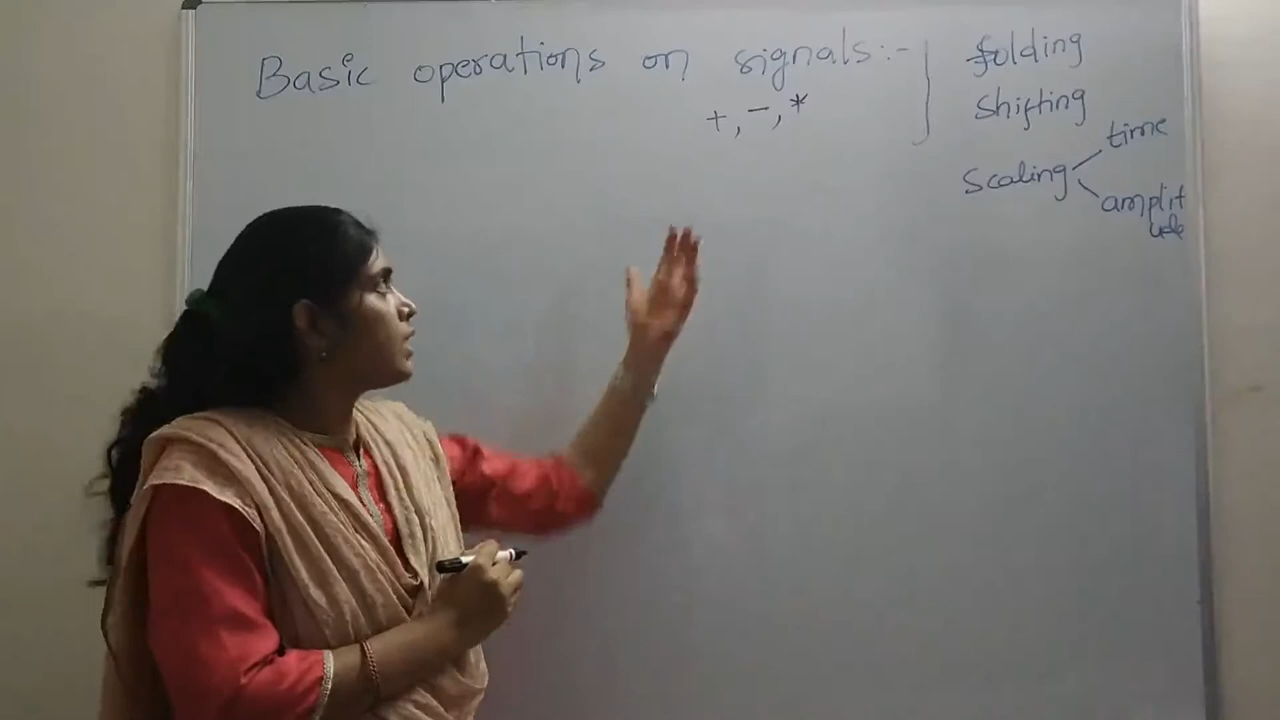 Basic operations on signals:-
+, -, *
folding
shifting
scaling
time
amplit
ude